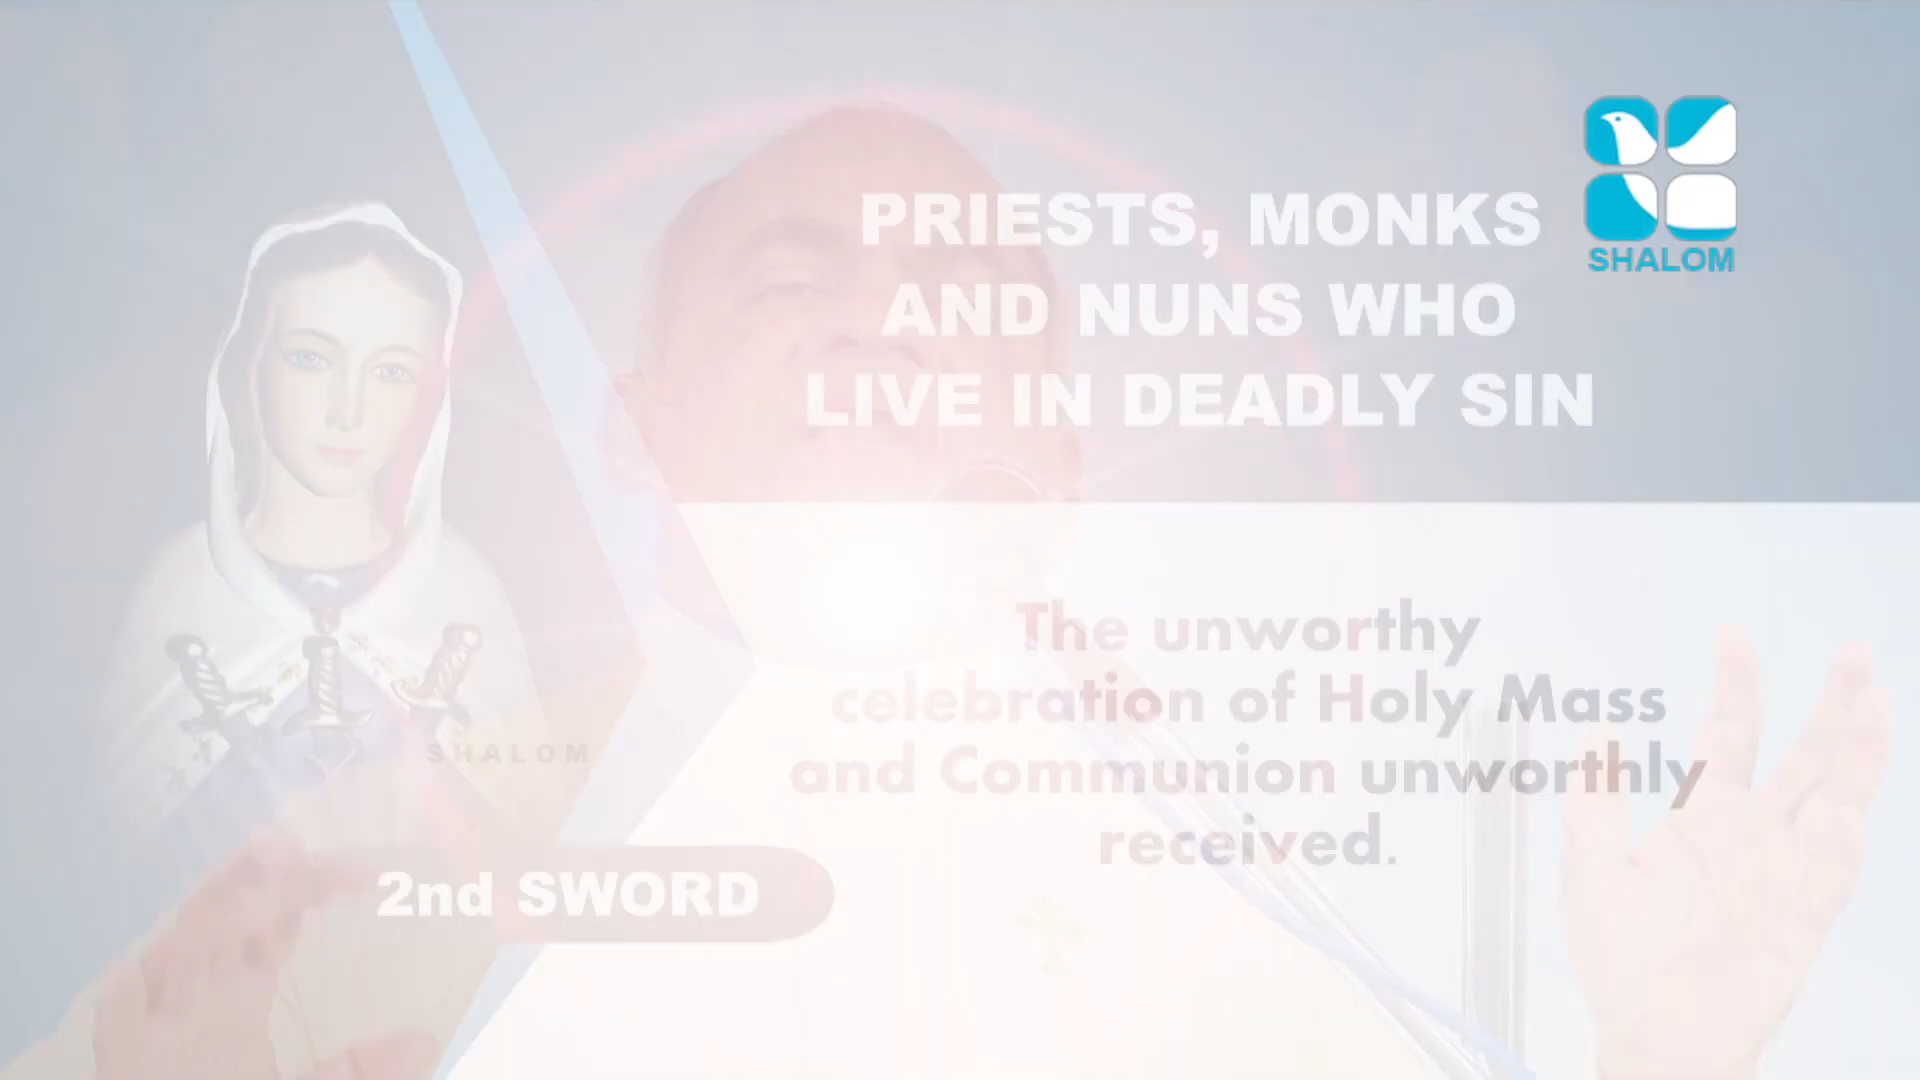 PRIESTS, MONKS
AND NUNS WHO
LIVE IN DEADLY SIN
SHALOM
The unworthy
celebration of Holy Mass
and Communion unworthly
received.
SHALOM
2nd SWORD